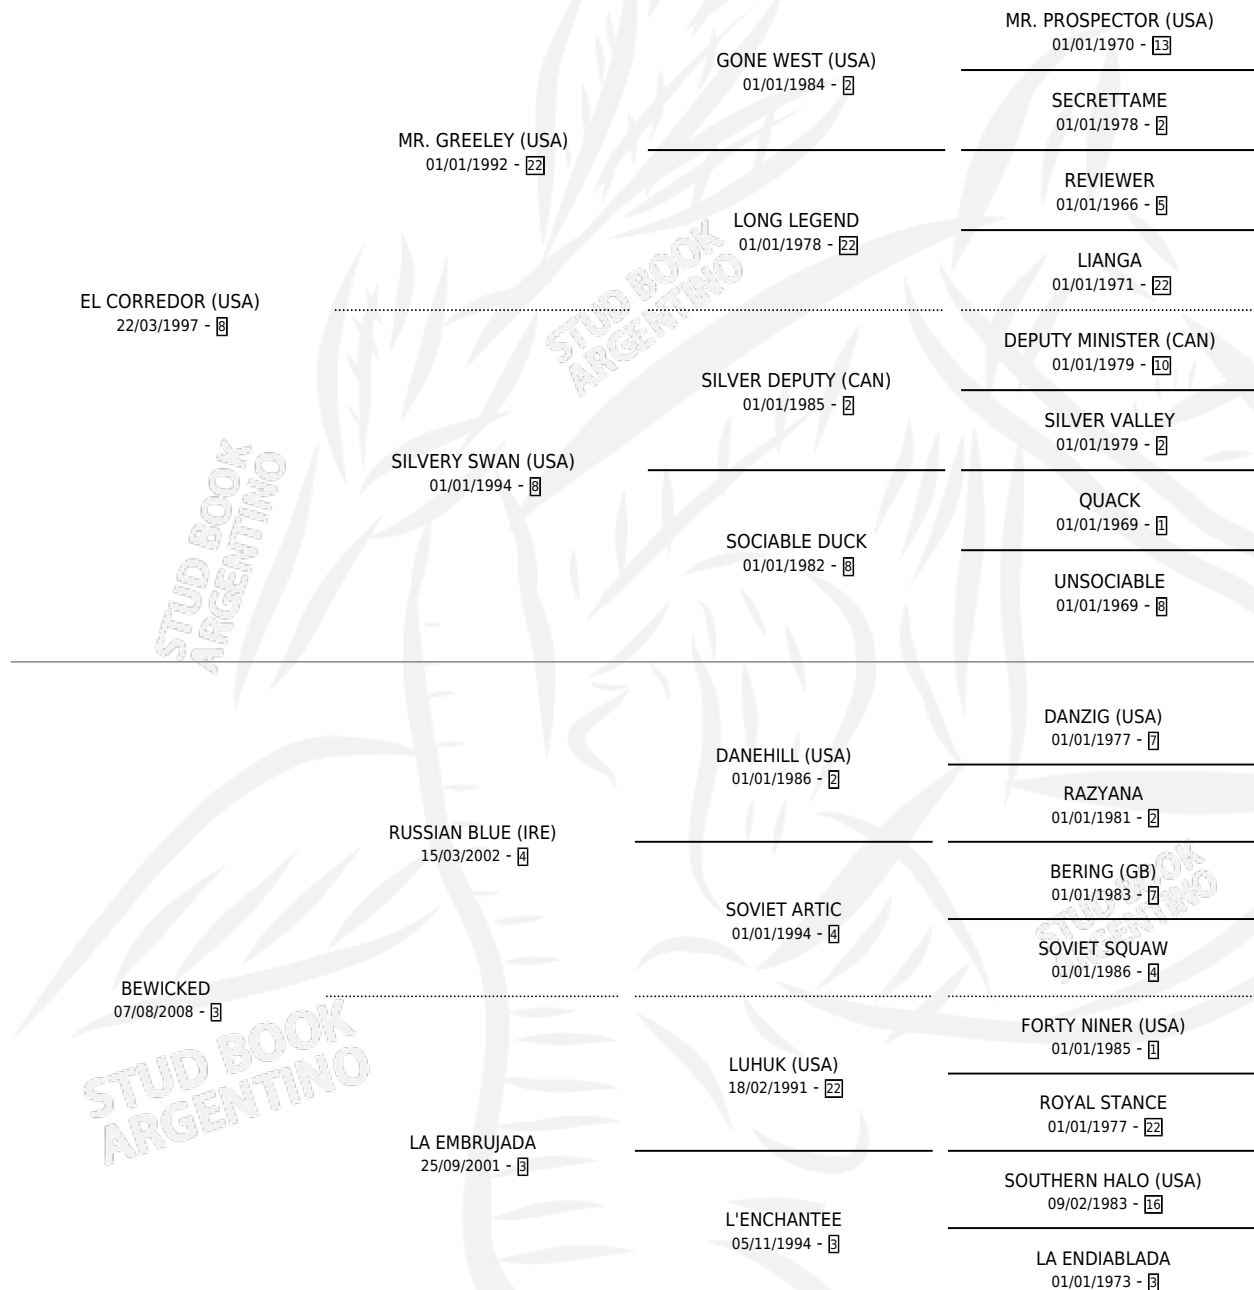 MR. PROSPECTOR (USA)
01/01/1970 - 13
GONE WEST (USA)
01/01/1984 - 2
SECRETTAME
01/01/1978 - 2
MR. GREELEY (USA)
01/01/1992 - 22
REVIEWER
01/01/1966 - 5
LONG LEGEND
01/01/1978 - 22
LIANGA
01/01/1971 - 22
EL CORREDOR (USA)
22/03/1997 - 8
DEPUTY MINISTER (CAN)
01/01/1979 - 10
SILVER DEPUTY (CAN)
01/01/1985 - 2
SILVER VALLEY
01/01/1979 - 2
SILVERY SWAN (USA)
01/01/1994 - 8
QUACK
01/01/1969 - 1
SOCIABLE DUCK
01/01/1982 - 8
UNSOCIABLE
01/01/1969 - 8
DANZIG (USA)
01/01/1977 - 7
DANEHILL (USA)
01/01/1986 - 2
RAZYANA
01/01/1981 - 2
RUSSIAN BLUE (IRE)
15/03/2002 - 4
BERING (GB)
01/01/1983 - 7
SOVIET ARTIC
01/01/1994 - 4
SOVIET SQUAW
01/01/1986 - 4
BEWICKED
07/08/2008 - 3
FORTY NINER (USA)
01/01/1985 - 1
LUHUK (USA)
18/02/1991 - 22
ROYAL STANCE
01/01/1977 - 22
LA EMBRUJADA
25/09/2001 - 3
SOUTHERN HALO (USA)
09/02/1983 - 16
L'ENCHANTEE
05/11/1994 - 3
LA ENDIABLADA
01/01/1973 - 3
STUD BOOK
ARGENTINO
STUD BOOK
ARGENTINO
STUD BOOK
ARGENTINO
STUD BOOK
ARGENTINO